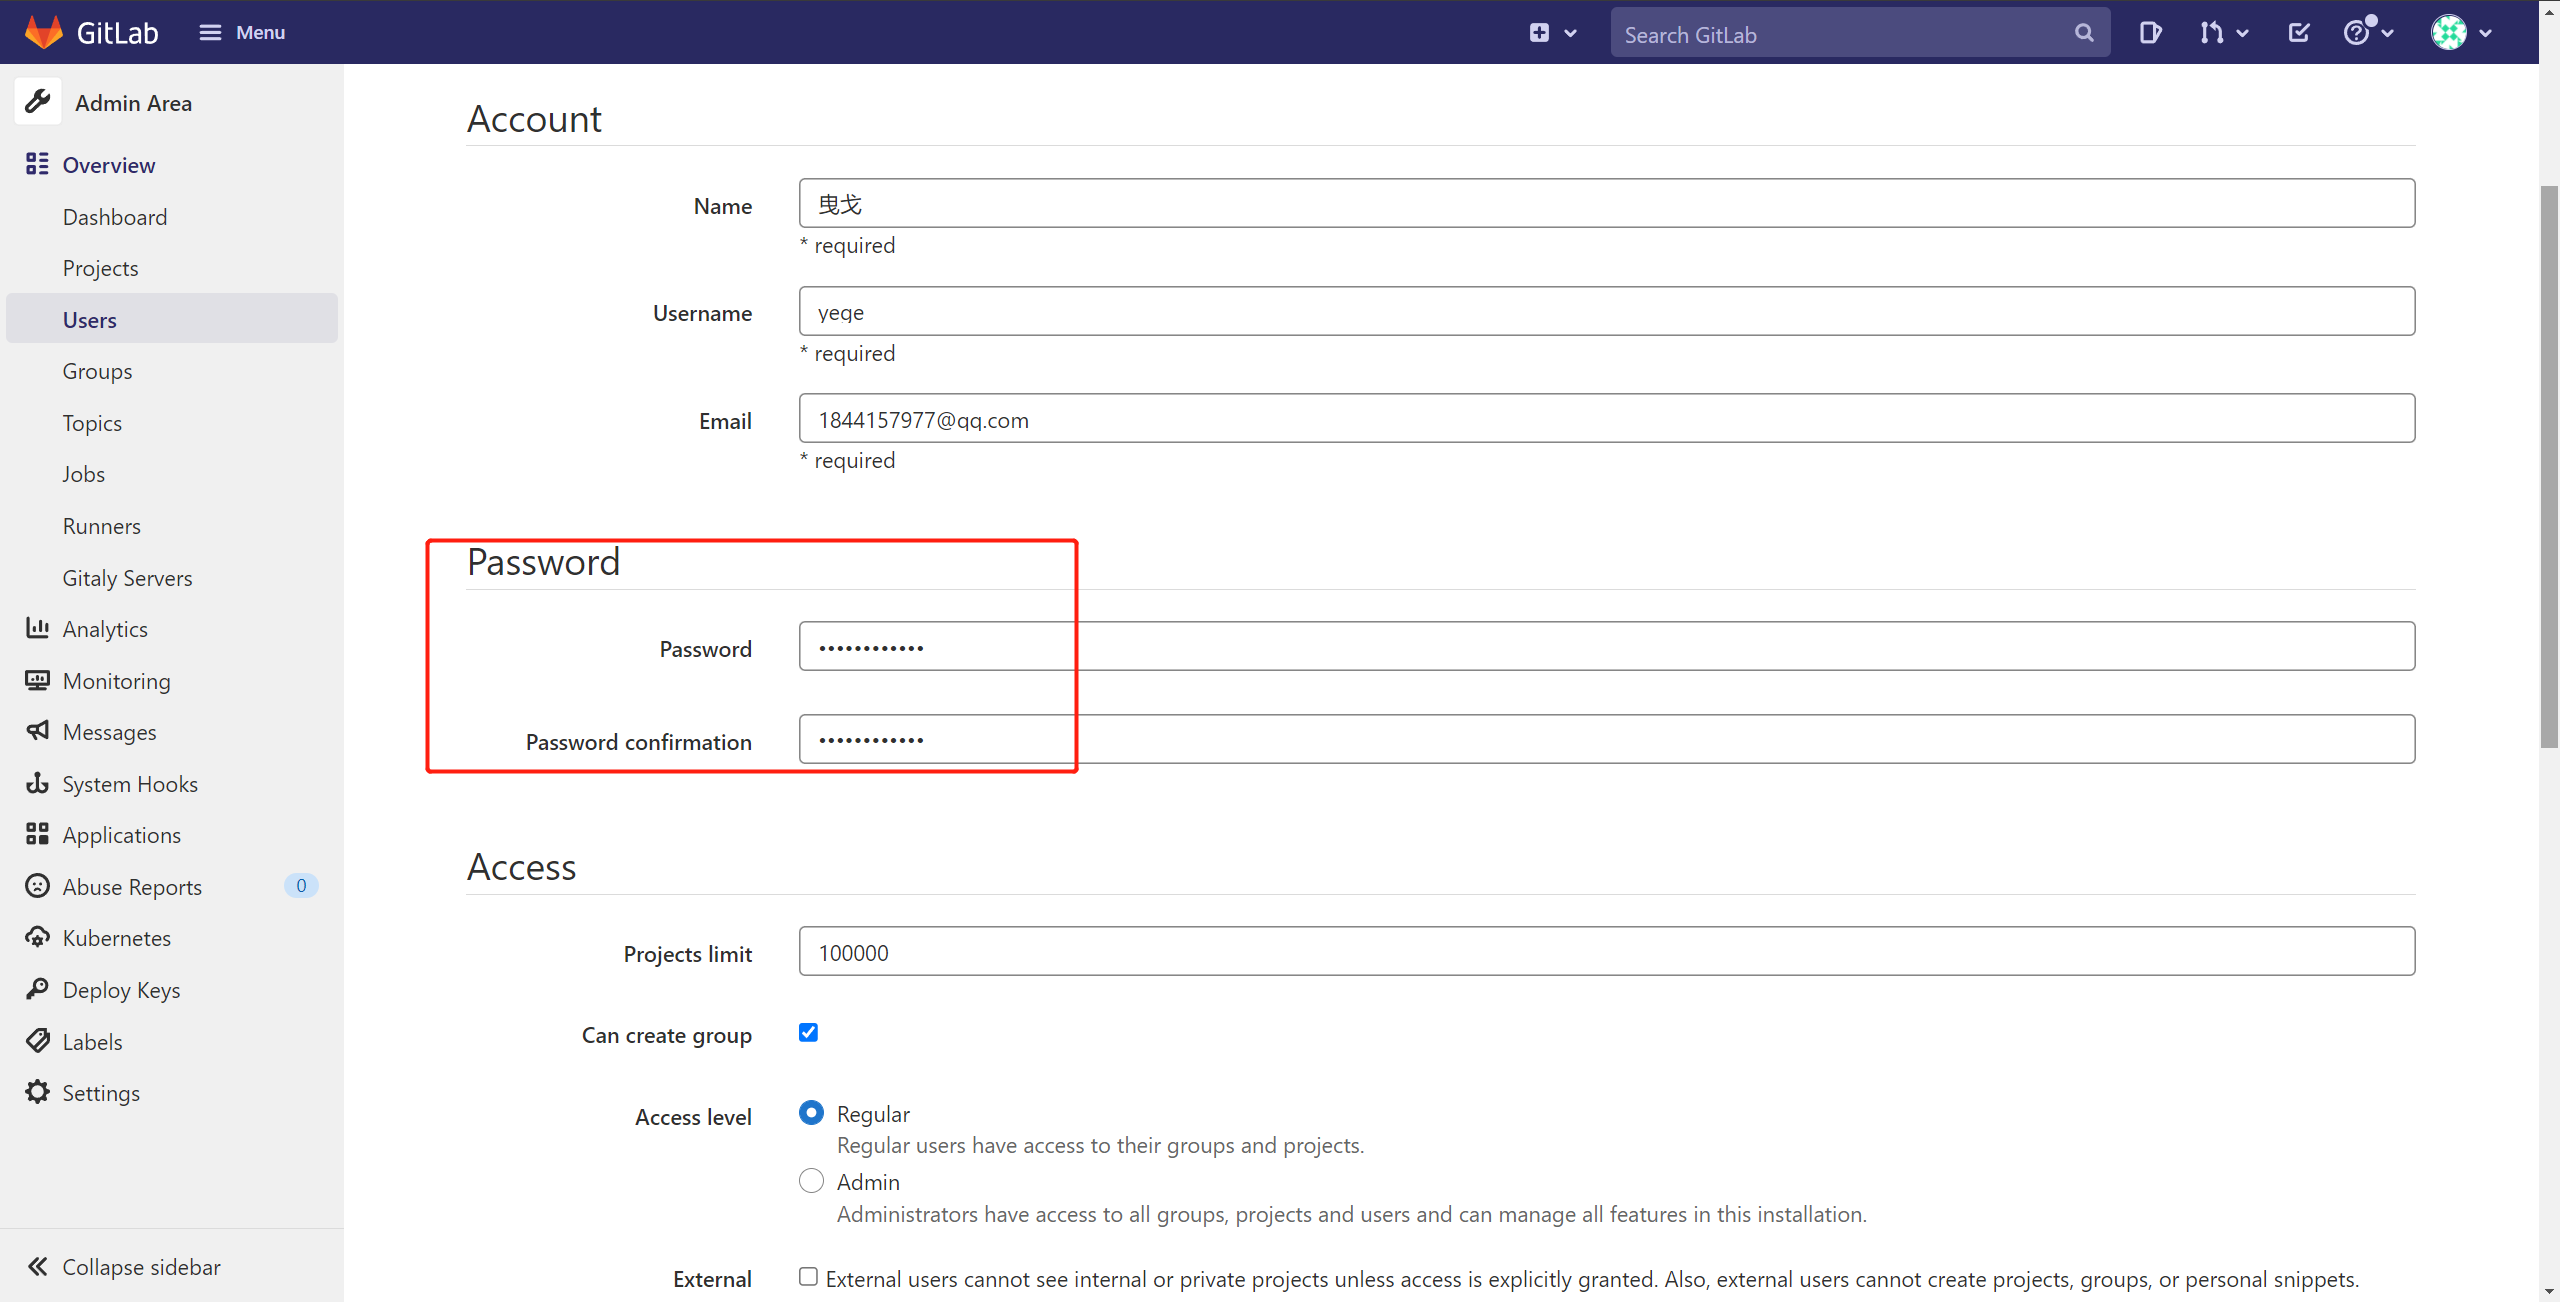 GitLab Menu Search GitLab
Admin Area
Overview
Dashboard
Projects
Users
Groups
Topics
Jobs
Runners
Gitaly Servers
Analytics
Monitoring
Messages
System Hooks
Applications
Abuse Reports 0
Kubernetes
Deploy Keys
Labels
Settings
Collapse sidebar
Account
Name 曳戈
* required
Username yege
* required
Email 1844157977@qq.com
* required
Password
Password ••••••••••••
Password confirmation ••••••••••••
Access
Projects limit 100000
Can create group
Access level Regular
Regular users have access to their groups and projects.
Admin
Administrators have access to all groups, projects and users and can manage all features in this installation.
External External users cannot see internal or private projects unless access is explicitly granted. Also, external users cannot create projects, groups, or personal snippets.